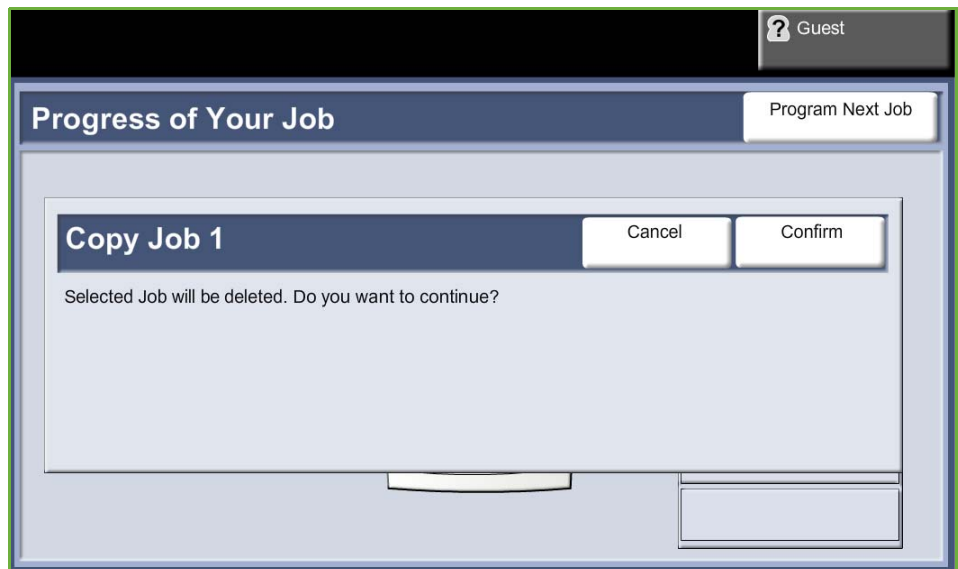 Guest
Progress of Your Job
Program Next Job
Copy Job 1
Cancel
Confirm
Selected Job will be deleted. Do you want to continue?